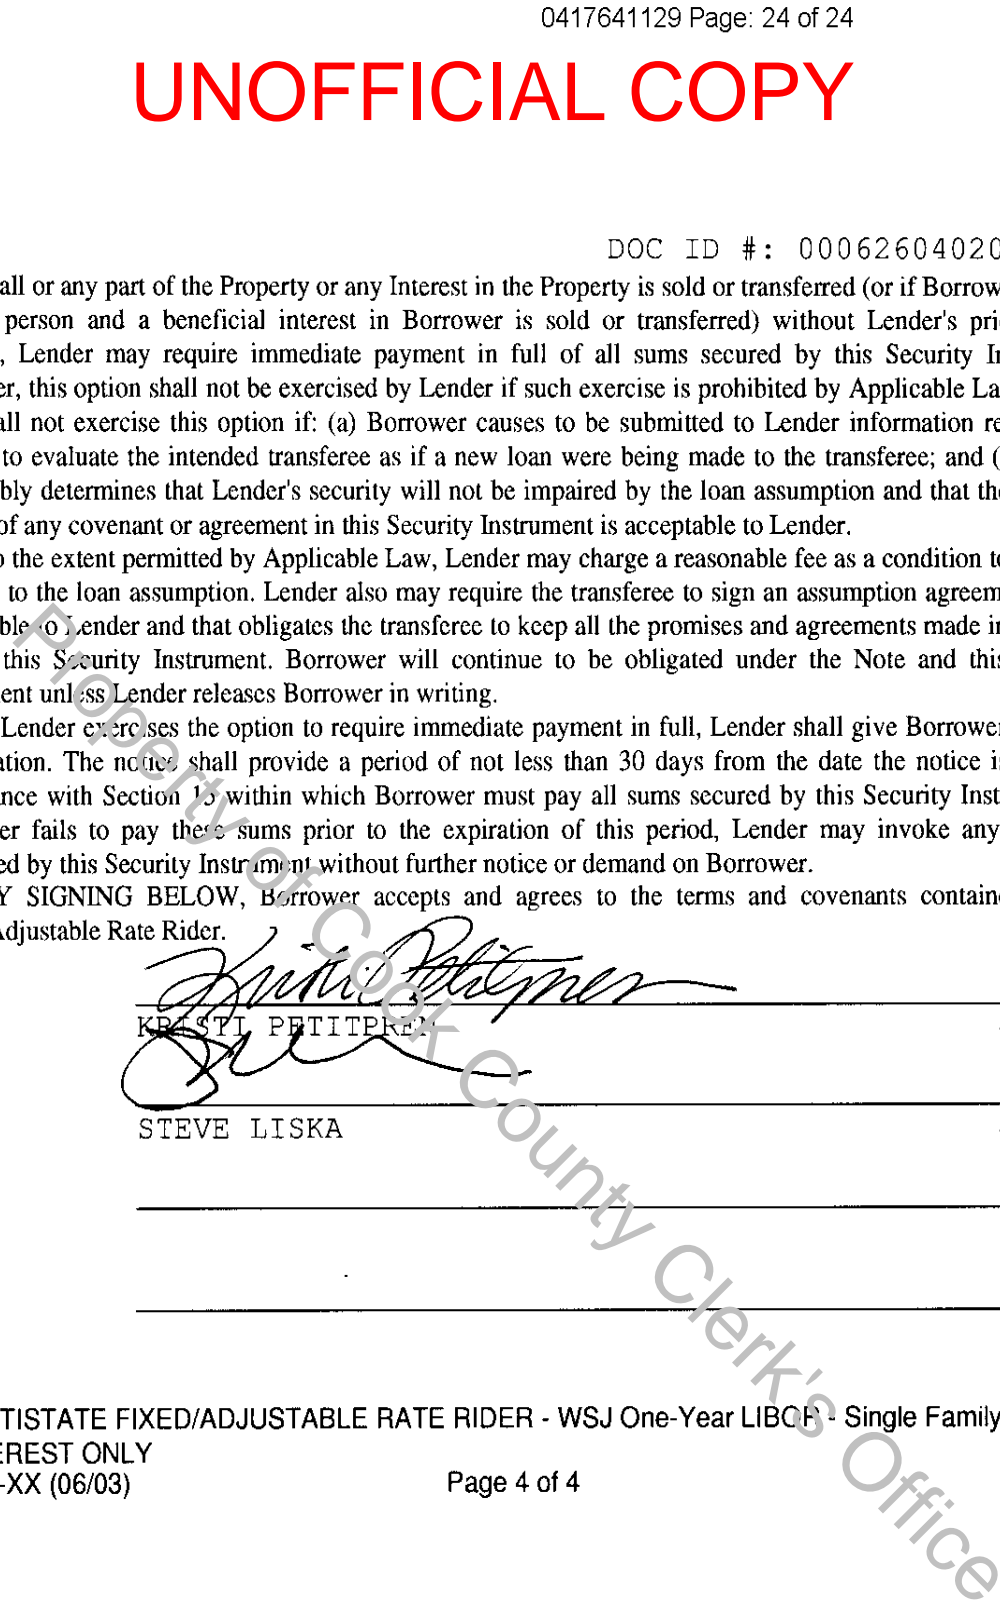 0417641129 Page: 24 of 24
UNOFFICIAL COPY
DOC ID #: 00062604020
all or any part of the Property or any Interest in the Property is sold or transferred (or if Borrow
person and a beneficial interest in Borrower is sold or transferred) without Lender's pri
, Lender may require immediate payment in full of all sums secured by this Security I
er, this option shall not be exercised by Lender if such exercise is prohibited by Applicable La
all not exercise this option if: (a) Borrower causes to be submitted to Lender information re
to evaluate the intended transferee as if a new loan were being made to the transferee; and (
bly determines that Lender's security will not be impaired by the loan assumption and that the
of any covenant or agreement in this Security Instrument is acceptable to Lender.
o the extent permitted by Applicable Law, Lender may charge a reasonable fee as a condition to
to the loan assumption. Lender also may require the transferee to sign an assumption agreem
ble to Lender and that obligates the transferee to keep all the promises and agreements made in
this Security Instrument. Borrower will continue to be obligated under the Note and this
ent unless Lender releases Borrower in writing.
Lender exercises the option to require immediate payment in full, Lender shall give Borrower
ation. The notice shall provide a period of not less than 30 days from the date the notice i
nce with Section 15 within which Borrower must pay all sums secured by this Security Inst
er fails to pay these sums prior to the expiration of this period, Lender may invoke any
ed by this Security Instrument without further notice or demand on Borrower.
Y SIGNING BELOW, Borrower accepts and agrees to the terms and covenants containe
Adjustable Rate Rider.
Kristi Petitpren
KRISTI PETITPREN
STEVE LISKA
TISTATE FIXED/ADJUSTABLE RATE RIDER - WSJ One-Year LIBOR - Single Family
EREST ONLY
-XX (06/03)
Page 4 of 4
Property of Cook County Clerk's Office